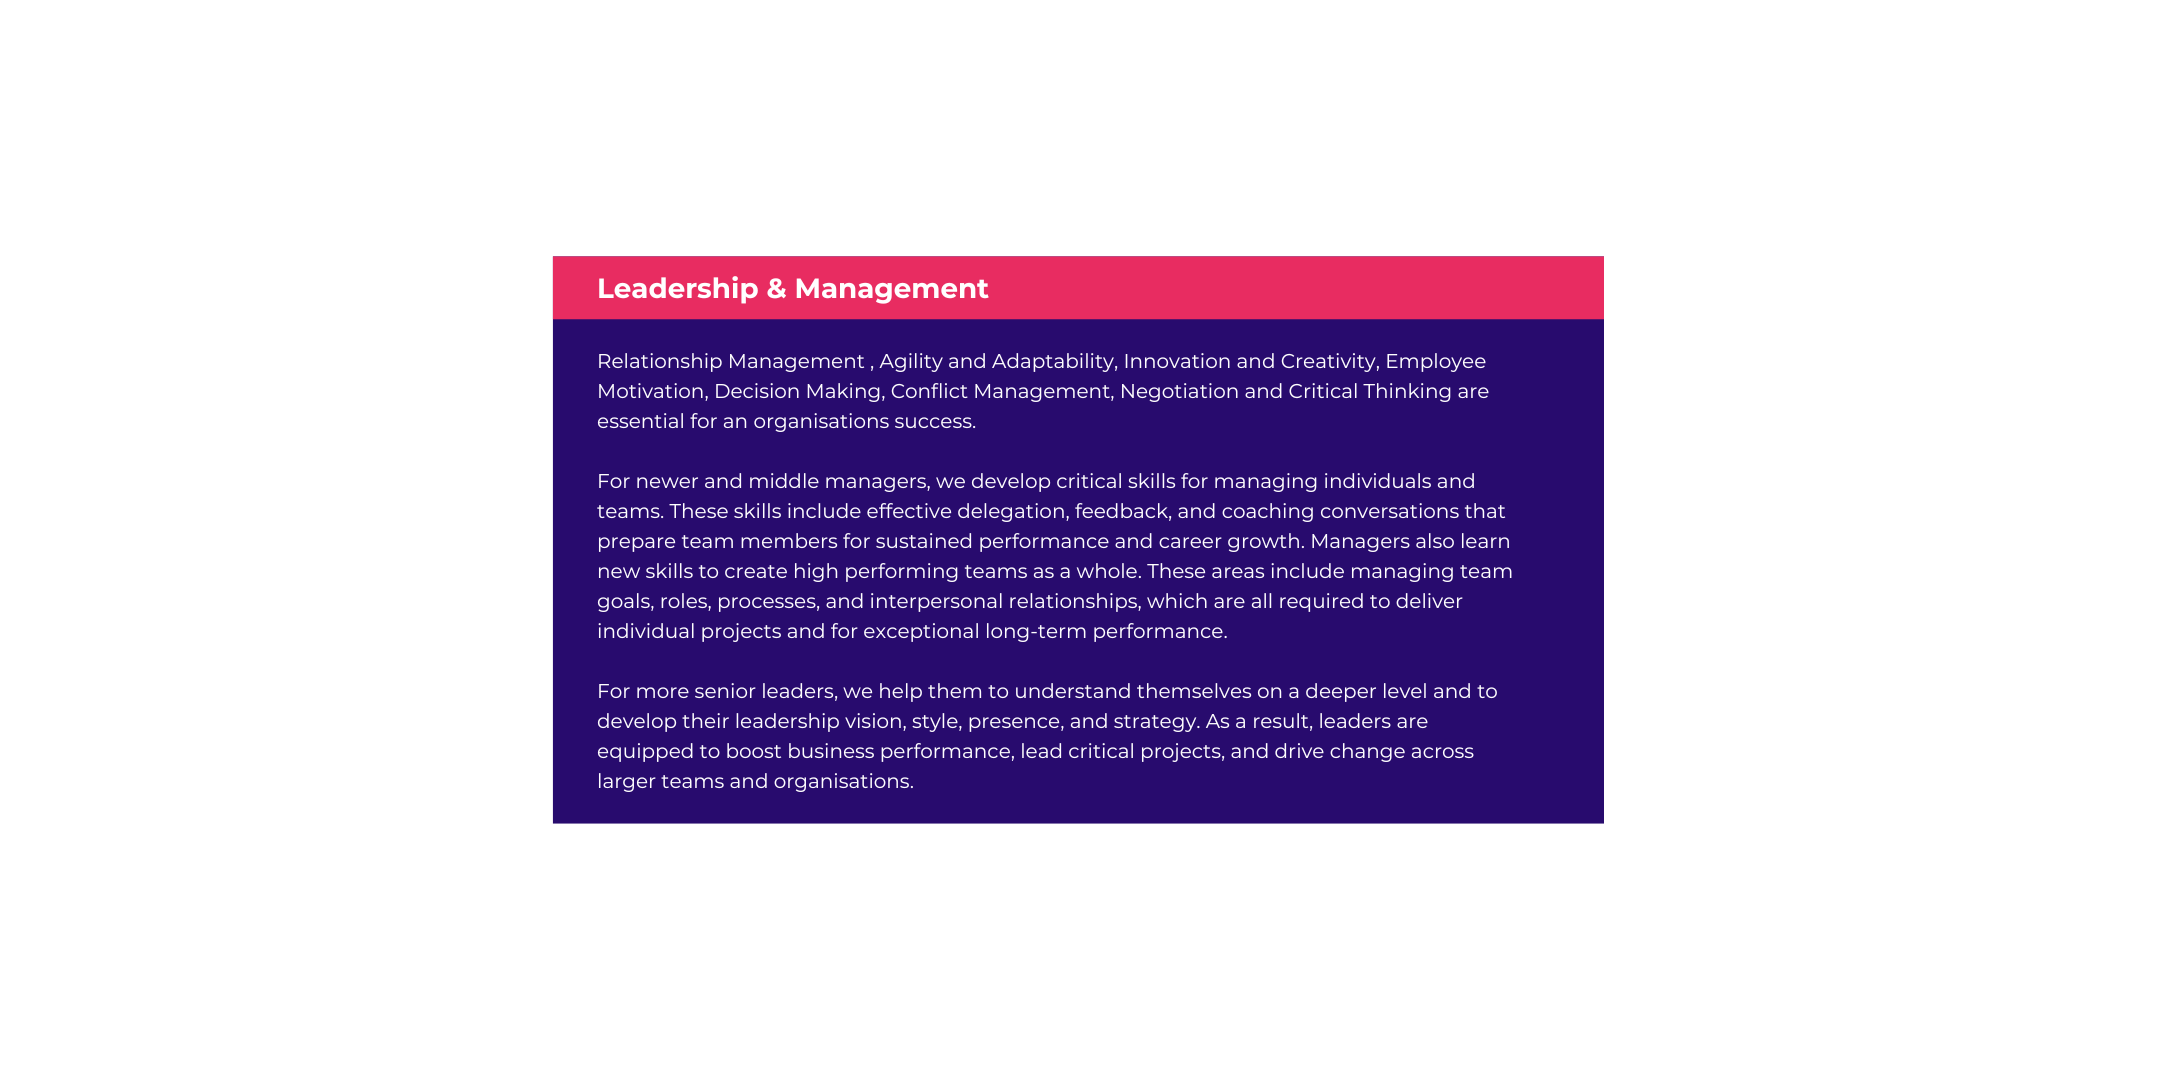 Leadership & Management
Relationship Management , Agility and Adaptability, Innovation and Creativity, Employee
Motivation, Decision Making, Conflict Management, Negotiation and Critical Thinking are
essential for an organisations success.
For newer and middle managers, we develop critical skills for managing individuals and
teams. These skills include effective delegation, feedback, and coaching conversations that
prepare team members for sustained performance and career growth. Managers also learn
new skills to create high performing teams as a whole. These areas include managing team
goals, roles, processes, and interpersonal relationships, which are all required to deliver
individual projects and for exceptional long-term performance.
For more senior leaders, we help them to understand themselves on a deeper level and to
develop their leadership vision, style, presence, and strategy. As a result, leaders are
equipped to boost business performance, lead critical projects, and drive change across
larger teams and organisations.